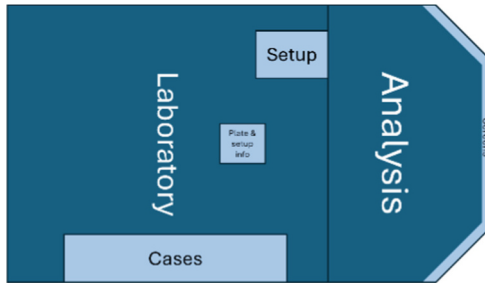 Setup
Analysis
Laboratory
Plate &
setup
info
Cases